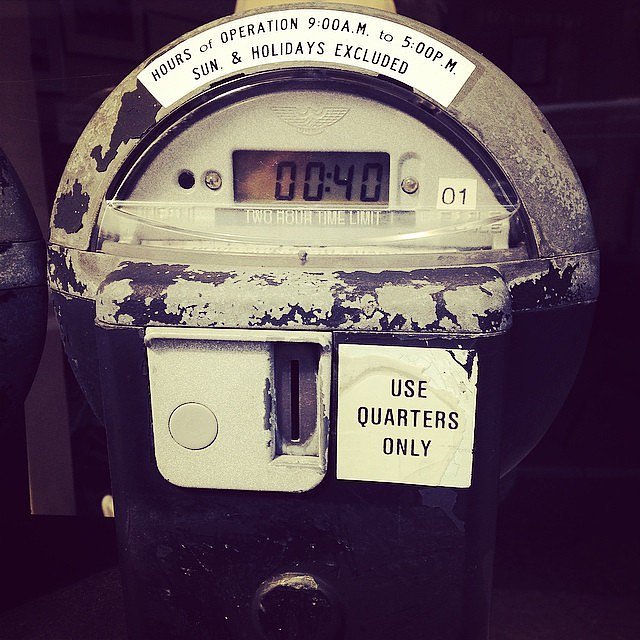 HOURS of OPERATION 9:00A.M. to 5:00P.M.
SUN. & HOLIDAYS EXCLUDED
00:40
01
TWO HOUR TIME LIMIT
USE
QUARTERS
ONLY